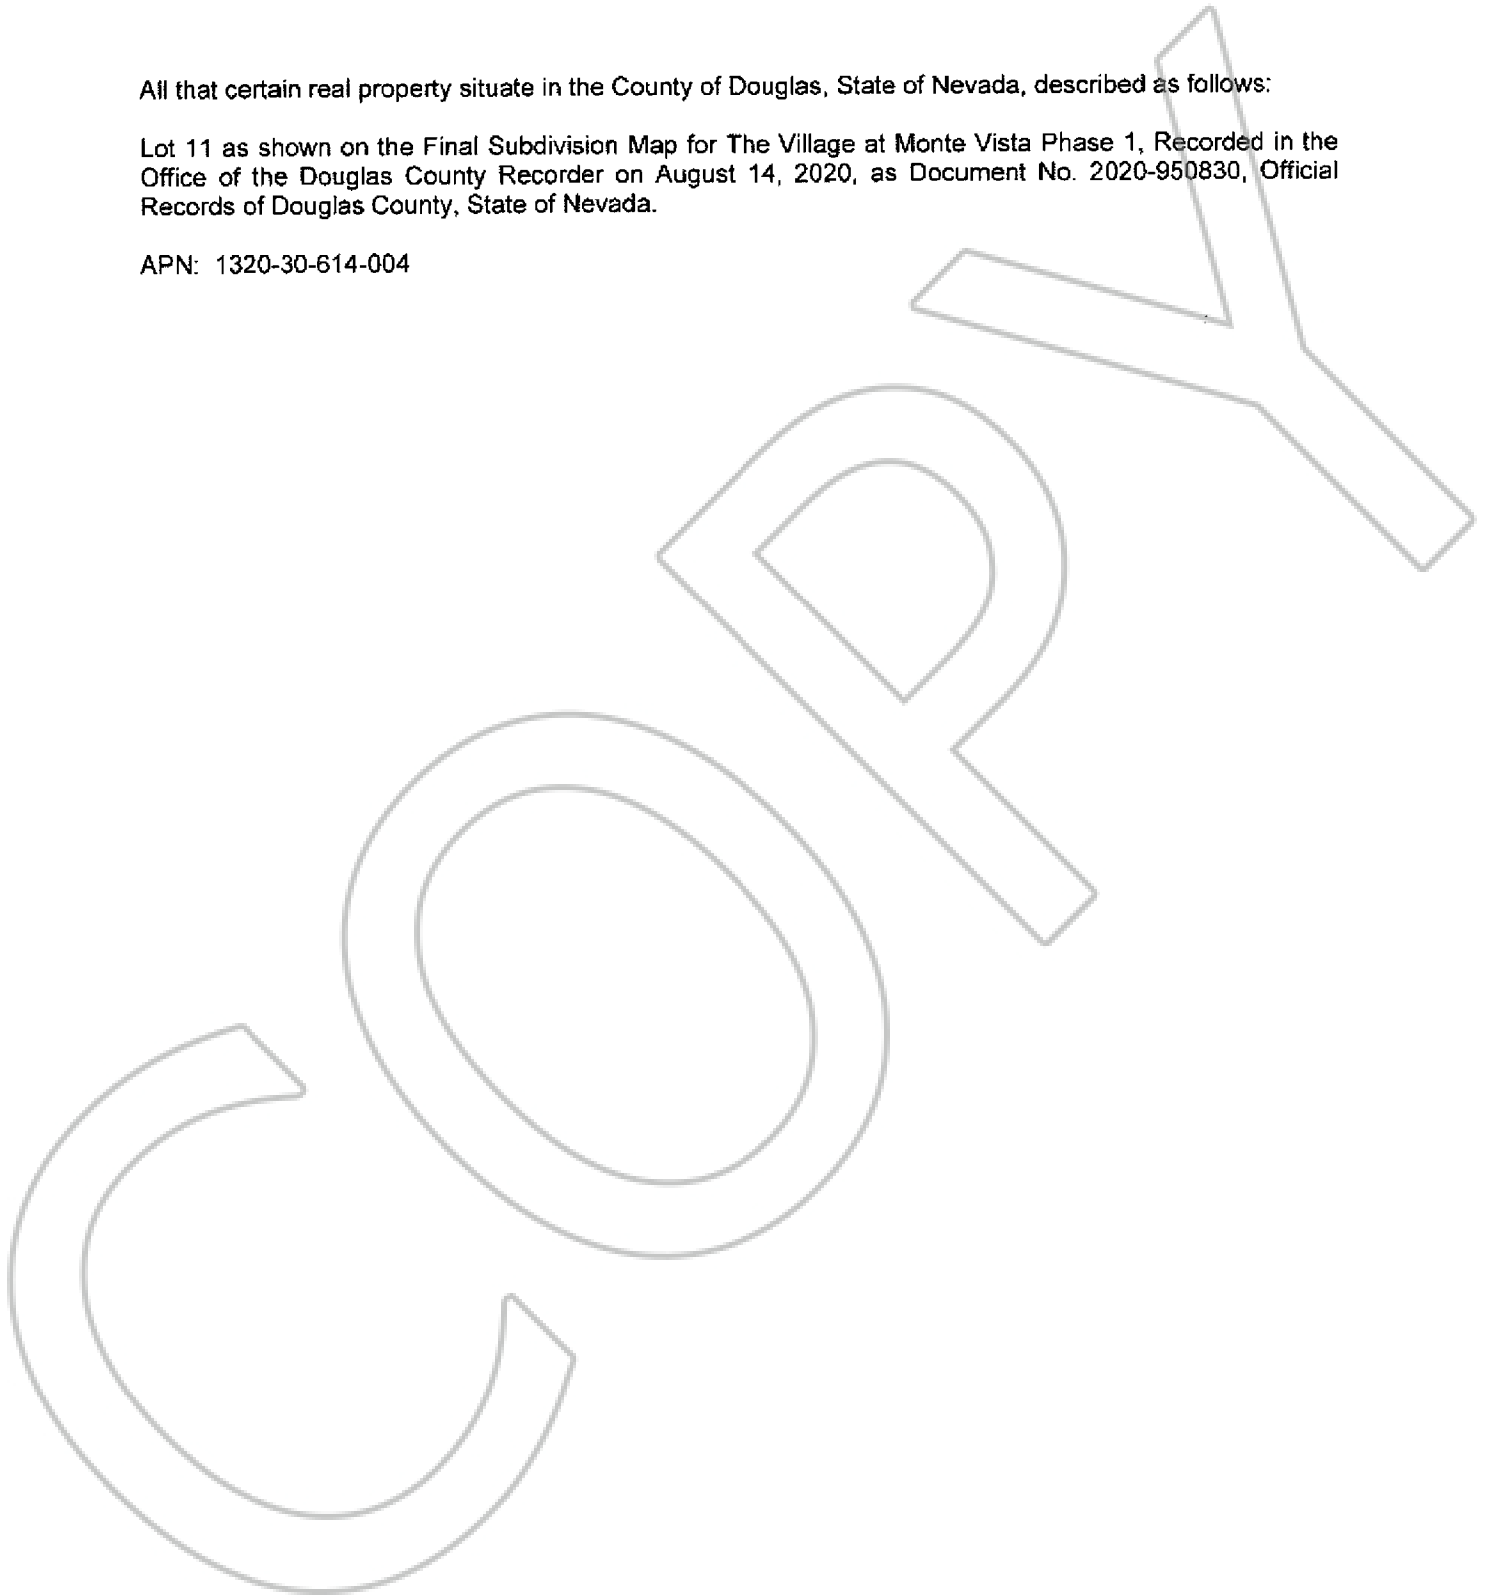 All that certain real property situate in the County of Douglas, State of Nevada, described as follows:
Lot 11 as shown on the Final Subdivision Map for The Village at Monte Vista Phase 1, Recorded in the
Office of the Douglas County Recorder on August 14, 2020, as Document No. 2020-950830, Official
Records of Douglas County, State of Nevada.
APN: 1320-30-614-004
COPY